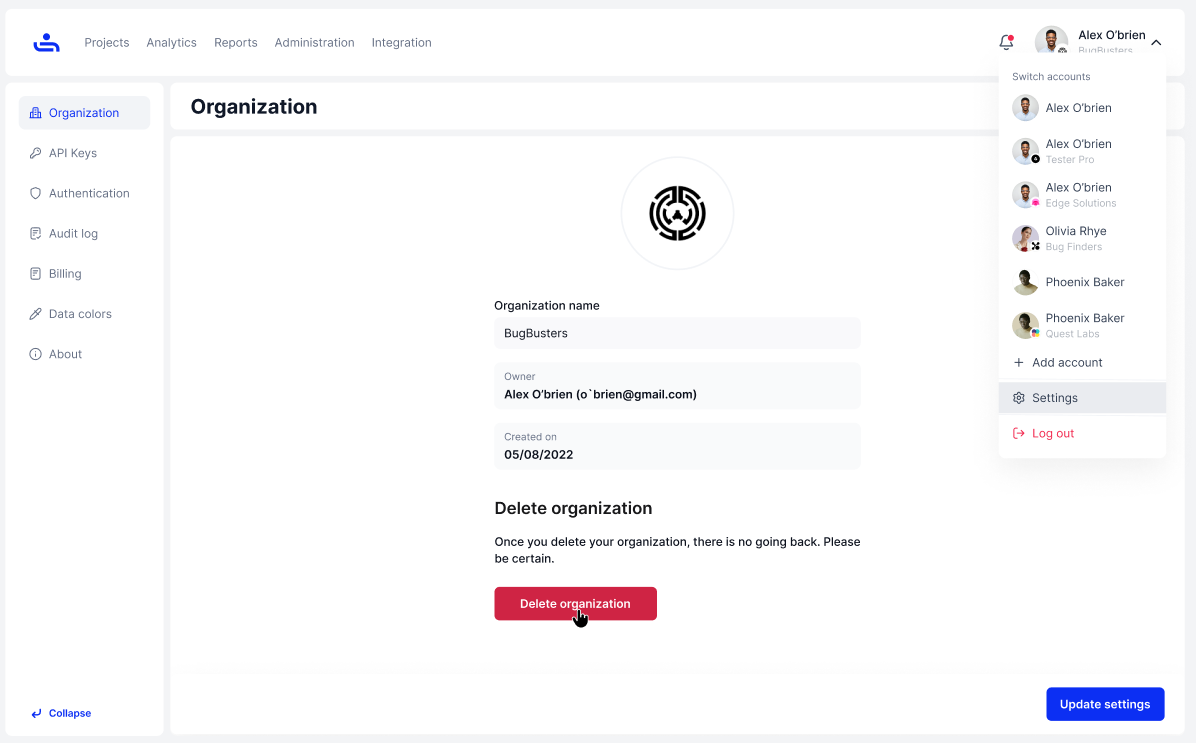 Projects Analytics Reports Administration Integration
Alex O'brien
BugBusters
Organization
API Keys
Authentication
Audit log
Billing
Data colors
About
Collapse
Organization
Organization name
BugBusters
Owner
Alex O'brien (o`brien@gmail.com)
Created on
05/08/2022
Delete organization
Once you delete your organization, there is no going back. Please
be certain.
Delete organization
Update settings
Switch accounts
Alex O'brien
Alex O'brien
Tester Pro
Alex O'brien
Edge Solutions
Olivia Rhye
Bug Finders
Phoenix Baker
Phoenix Baker
Quest Labs
Add account
Settings
Log out